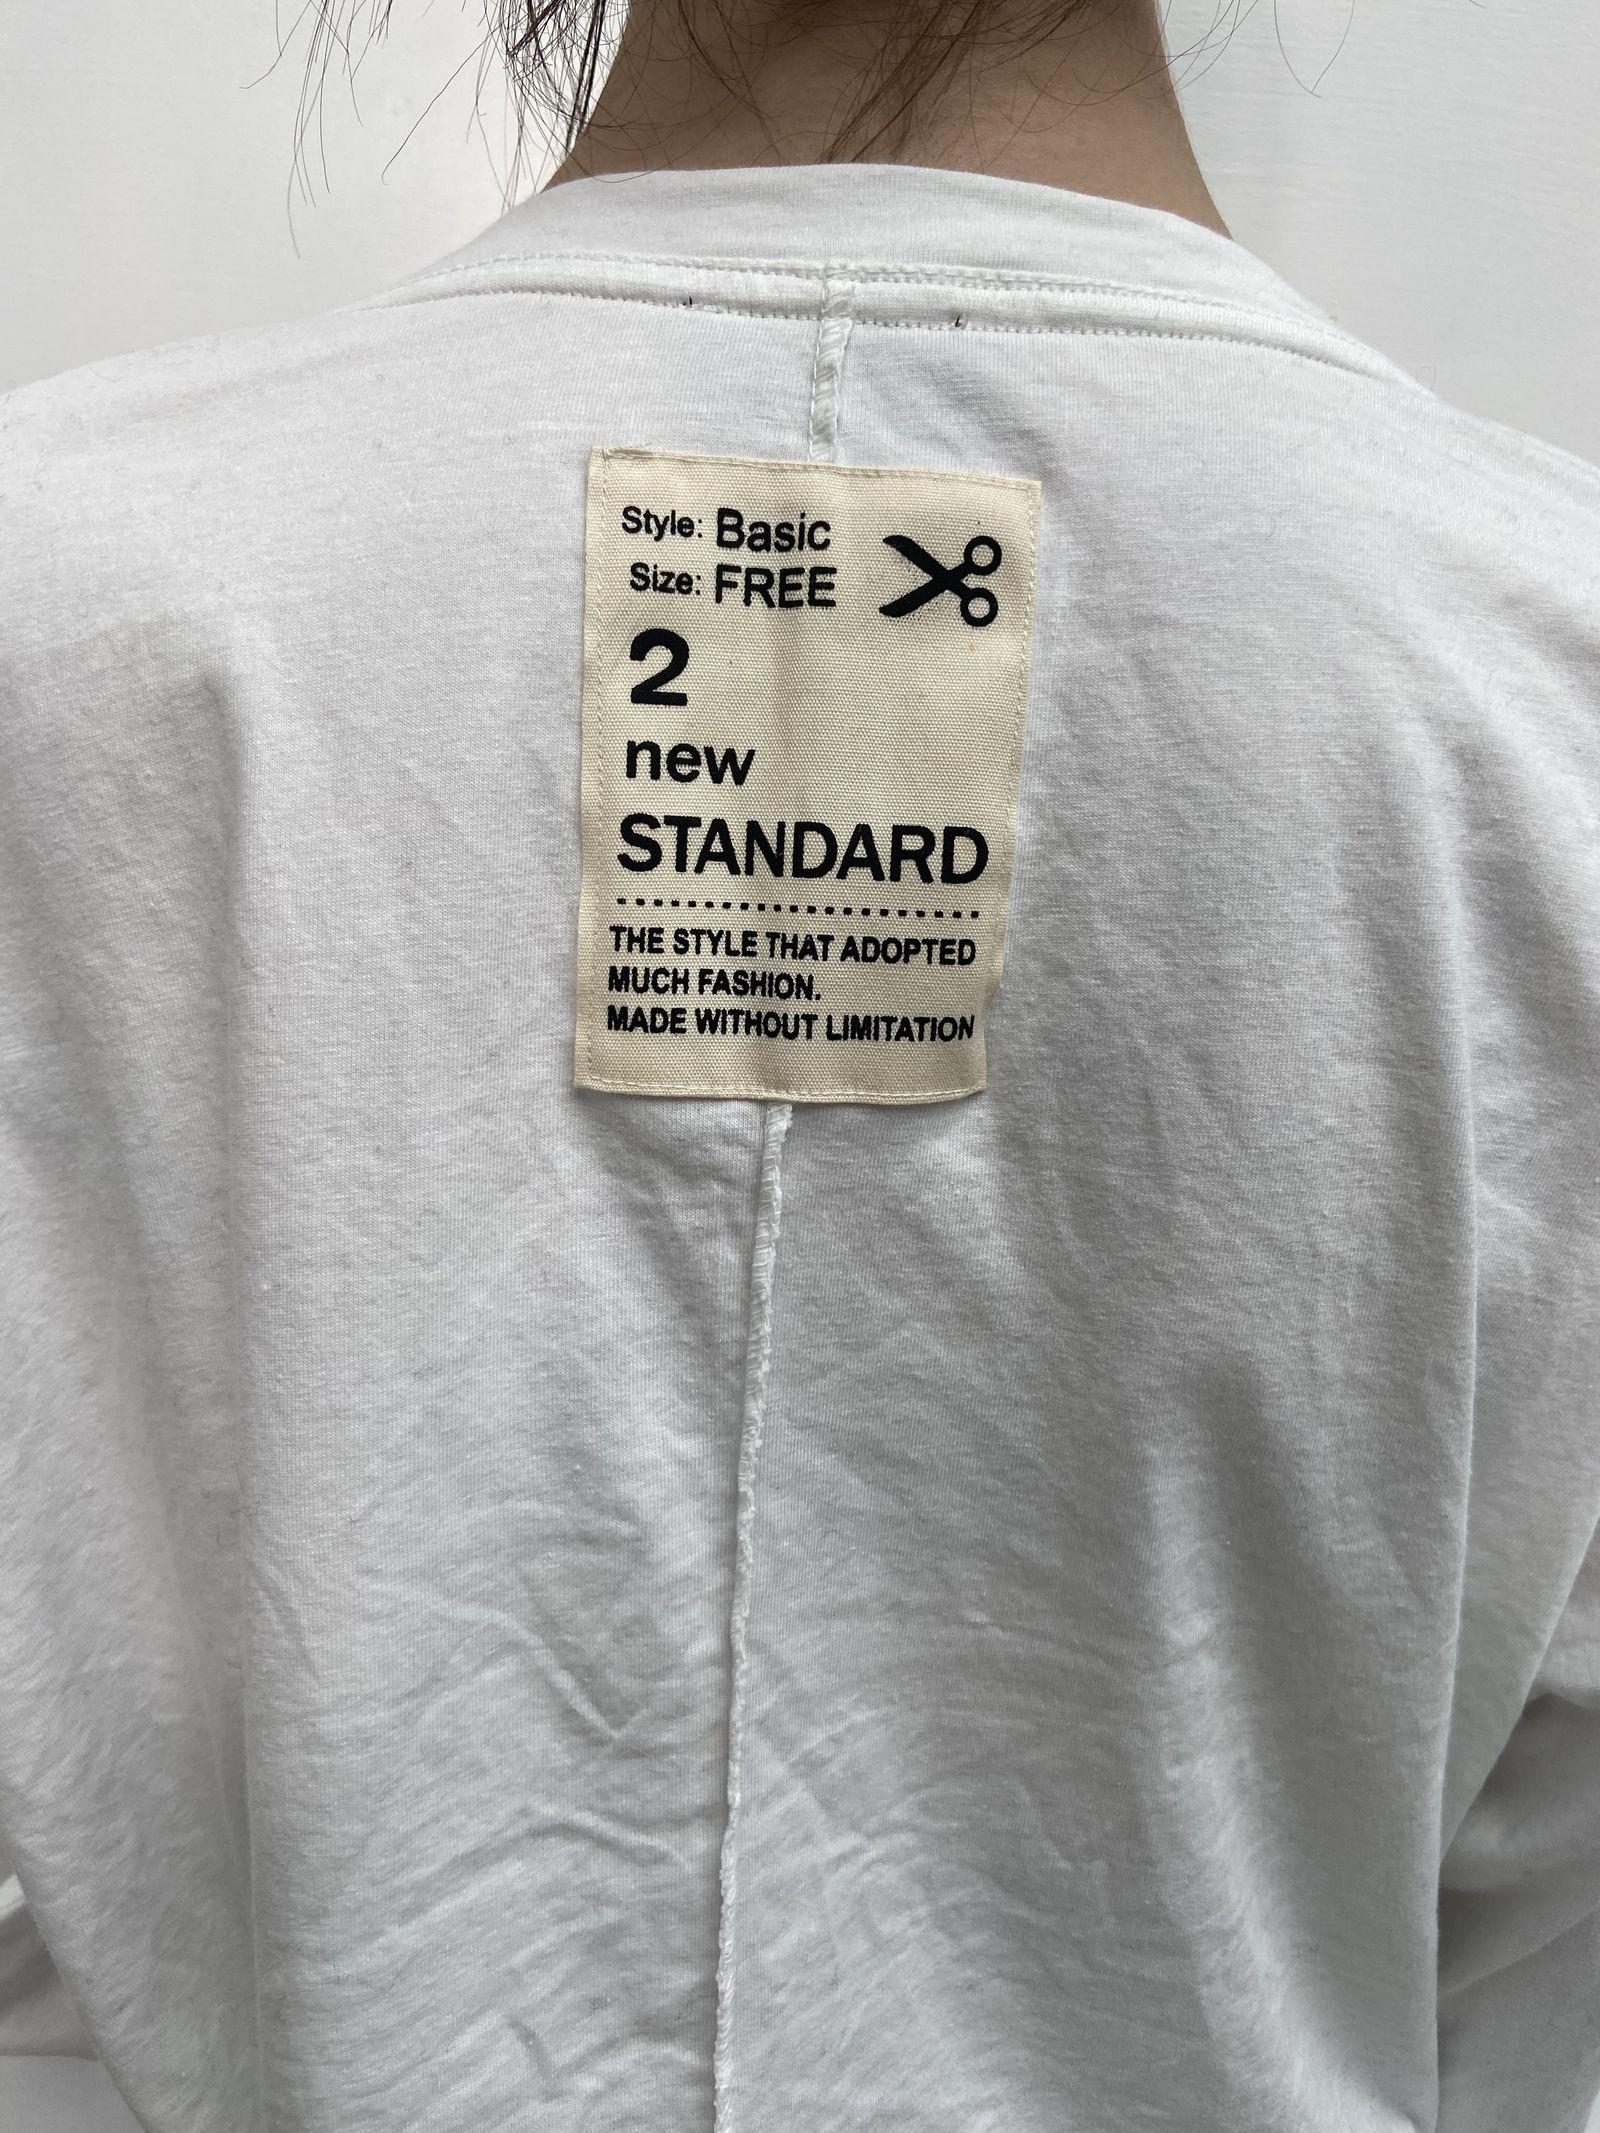 Style: Basic
Size: FREE
2
new
STANDARD
THE STYLE THAT ADOPTED
MUCH FASHION.
MADE WITHOUT LIMITATION